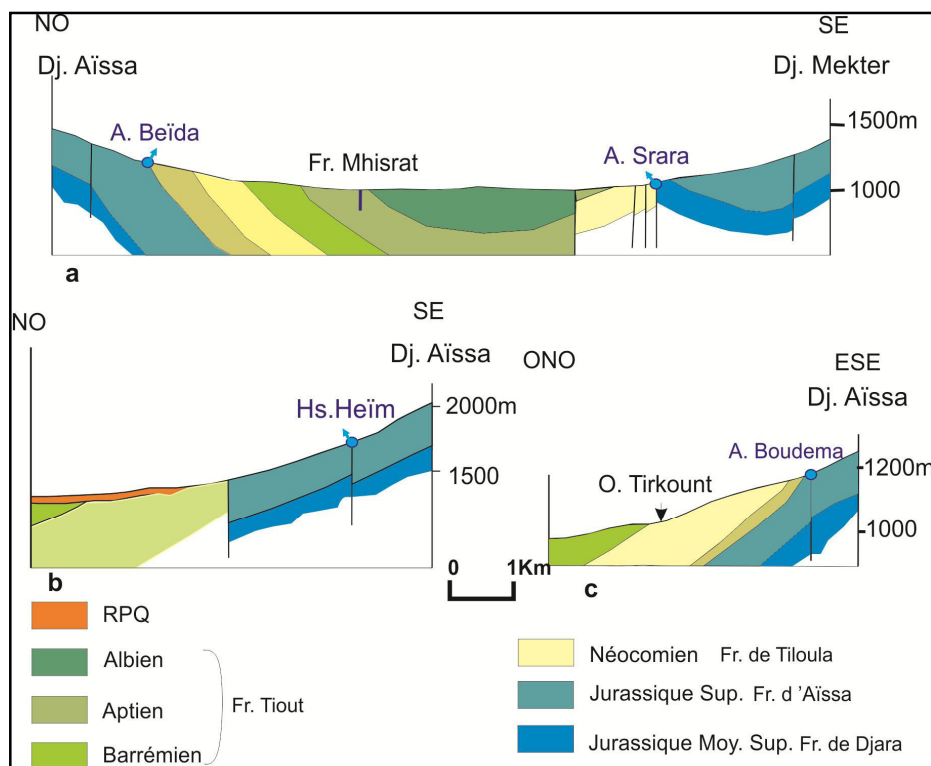 NO
SE
Dj. Aïssa
Dj. Mekter
A. Beïda
Fr. Mhisrat
A. Srara
1500m
1000
a
NO
SE
Dj. Aïssa
Hs.Heïm
2000m
1500
b
0 1Km
ONO
ESE
Dj. Aïssa
A. Boudema
O. Tirkount
1200m
1000
c
RPQ
Albien
Aptien
Barrémien
Fr. Tiout
Néocomien Fr. de Tiloula
Jurassique Sup. Fr. d 'Aïssa
Jurassique Moy. Sup. Fr. de Djara